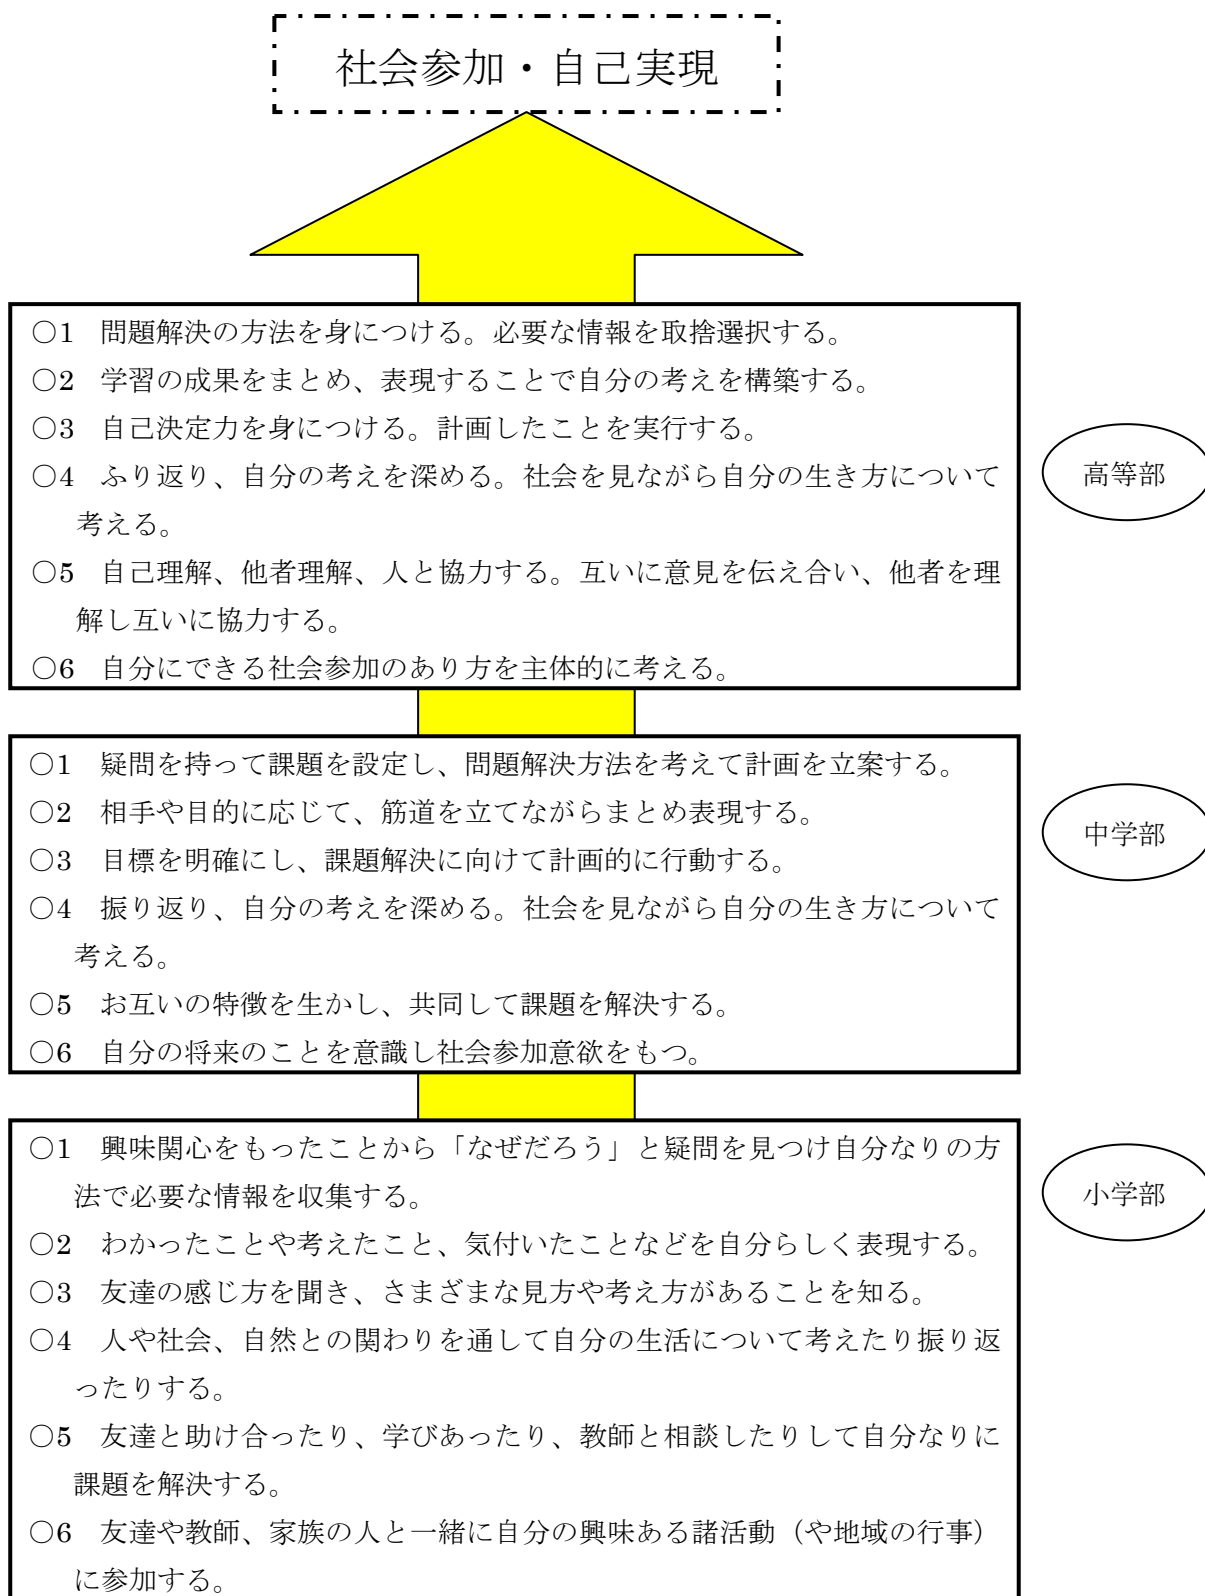 社会参加・自己実現
○1 問題解決の方法を身につける。必要な情報を取捨選択する。
○2 学習の成果をまとめ、表現することで自分の考えを構築する。
○3 自己決定力を身につける。計画したことを実行する。
○4 ふり返り、自分の考えを深める。社会を見ながら自分の生き方について
考える。
○5 自己理解、他者理解、人と協力する。互いに意見を伝え合い、他者を理
解し互いに協力する。
○6 自分にできる社会参加のあり方を主体的に考える。
高等部
○1 疑問を持って課題を設定し、問題解決方法を考えて計画を立案する。
○2 相手や目的に応じて、筋道を立てながらまとめ表現する。
○3 目標を明確にし、課題解決に向けて計画的に行動する。
○4 振り返り、自分の考えを深める。社会を見ながら自分の生き方について
考える。
○5 お互いの特徴を生かし、共同して課題を解決する。
○6 自分の将来のことを意識し社会参加意欲をもつ。
中学部
○1 興味関心をもったことから「なぜだろう」と疑問を見つけ自分なりの方
法で必要な情報を収集する。
○2 わかったことや考えたこと、気付いたことなどを自分らしく表現する。
○3 友達の感じ方を聞き、さまざまな見方や考え方があることを知る。
○4 人や社会、自然との関わりを通して自分の生活について考えたり振り返
ったりする。
○5 友達と助け合ったり、学びあったり、教師と相談したりして自分なりに
課題を解決する。
○6 友達や教師、家族の人と一緒に自分の興味ある諸活動(や地域の行事)
に参加する。
小学部